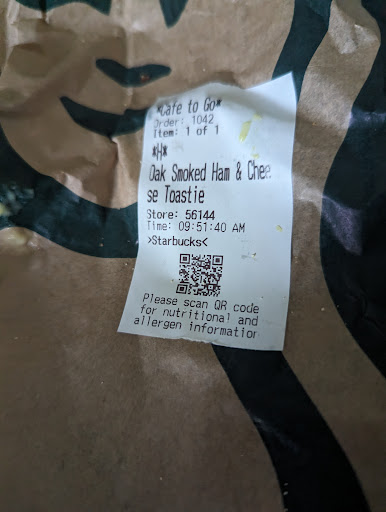 *Cafe to Go*
Order: 1042
Item: 1 of 1
*H*
Oak Smoked Ham & Chee
se Toastie
Store: 56144
Time: 09:51:40 AM
>Starbucks<
Please scan QR code
for nutritional and
allergen information